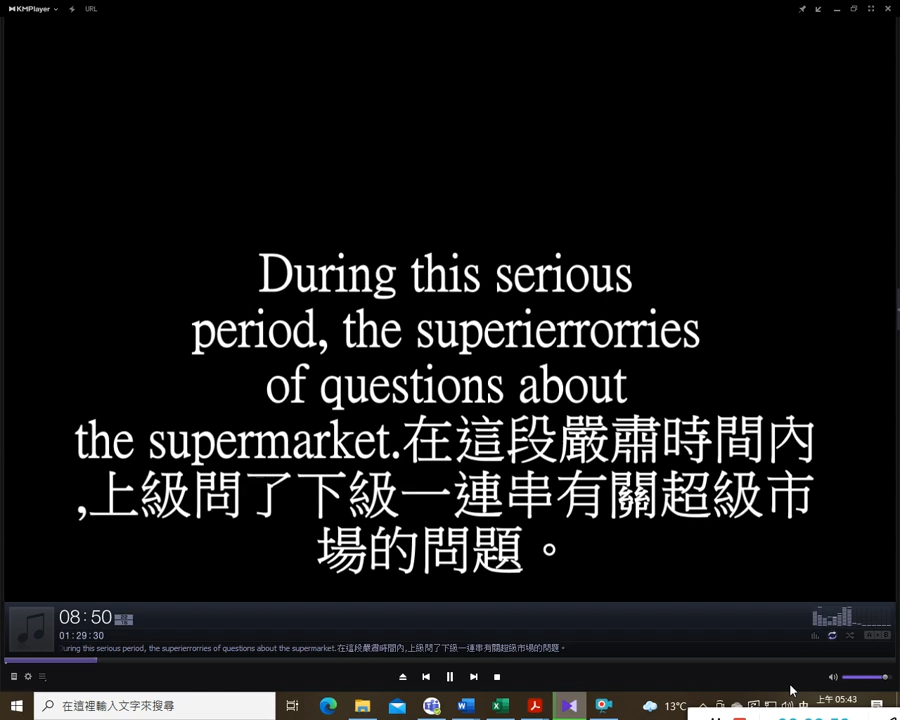 KMPlayer
URL
During this serious
period, the superierrorries
of questions about
the supermarket.在這段嚴肅時間內
,上級問了下級一連串有關超級市
場的問題。
08:50
01:29:30
During this serious period, the superierrorries of questions about the supermarket.在這段嚴肅時間內,上級問了下級一連串有關超級市場的問題。
在這裡輸入文字來搜尋
13°C
上午 05:43